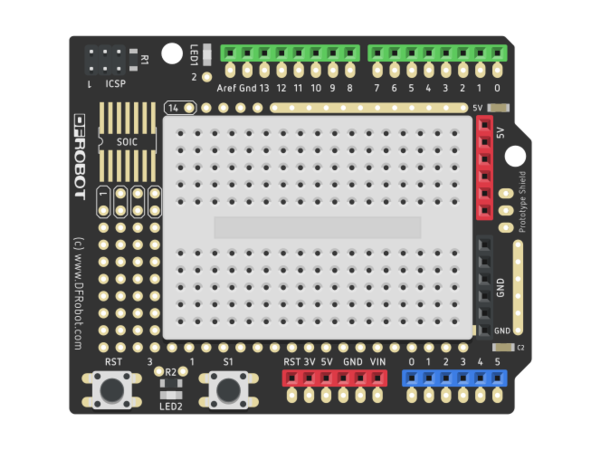 LED1
R1
1 ICSP
2
Aref Gnd 13 12 11 10 9 8
7 6 5 4 3 2 1 0
14
5V
5V
SOIC
DFROBOT
1
Prototype Shield
(c) www.DFRobot.com
GND
GND
C2
RST
3
1
S1
R2
LED2
RST 3V 5V GND VIN
0 1 2 3 4 5